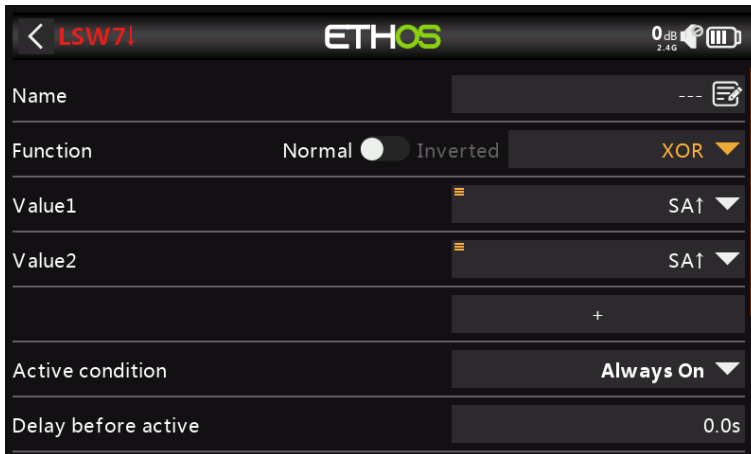 LSW7↓ ETHOS 0dB 2.4G
Name ---
Function Normal Inverted XOR
Value1 SA↑
Value2 SA↑
+
Active condition Always On
Delay before active 0.0s